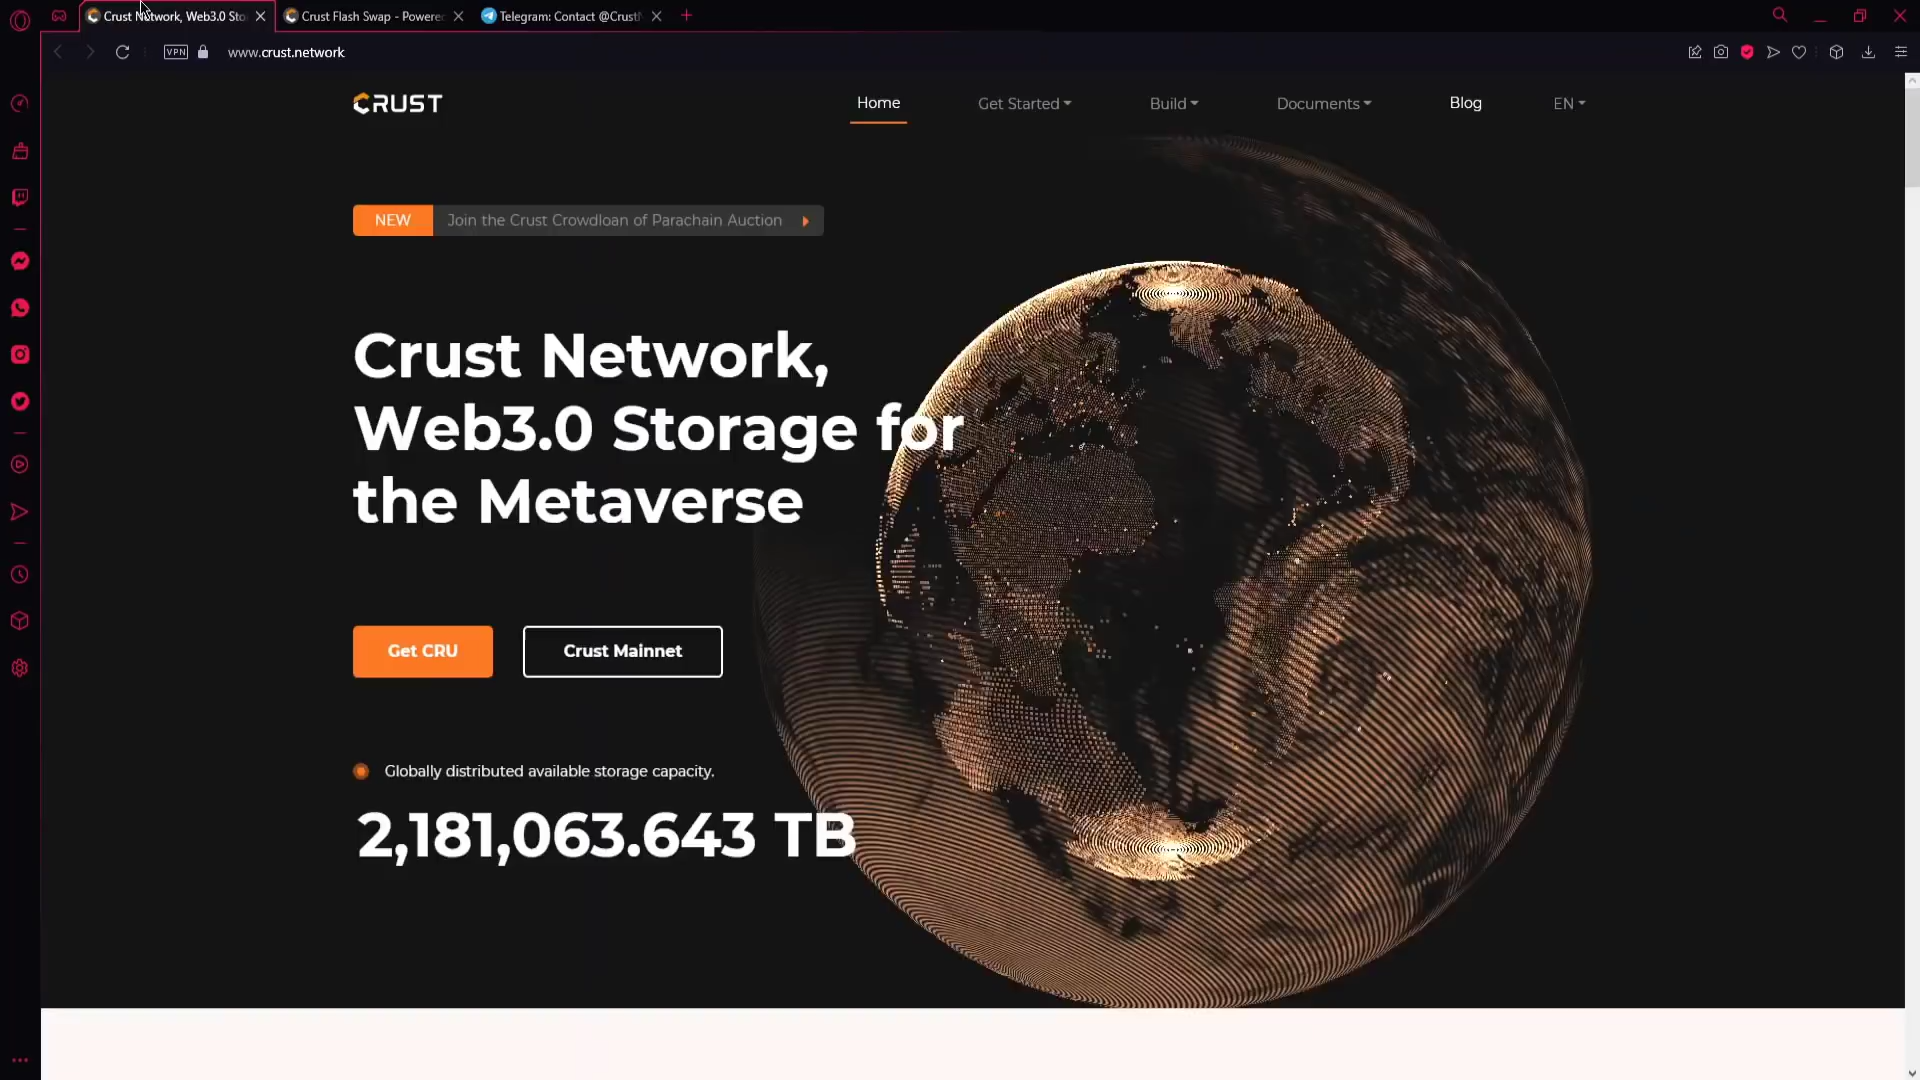 Crust Network, Web3.0 Sto
Crust Flash Swap - Powere
Telegram: Contact @Crust
VPN
www.crust.network
CRUST
Home
Get Started
Build
Documents
Blog
EN
NEW
Join the Crust Crowdloan of Parachain Auction
Crust Network,
Web3.0 Storage for
the Metaverse
Get CRU
Crust Mainnet
Globally distributed available storage capacity.
2,181,063.643 TB